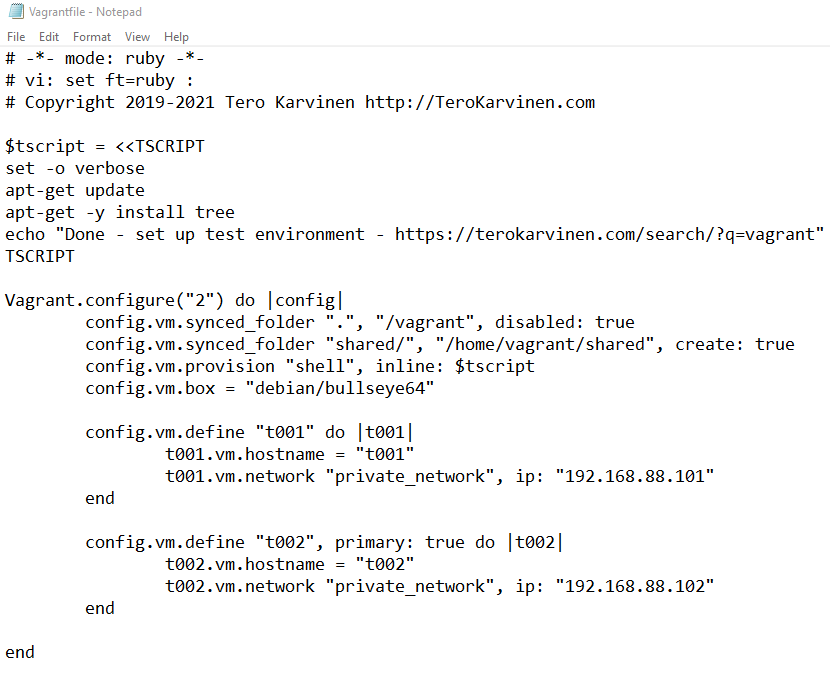 Vagrantfile - Notepad
File Edit Format View Help
# -*- mode: ruby -*-
# vi: set ft=ruby :
# Copyright 2019-2021 Tero Karvinen http://TeroKarvinen.com

$tscript = <<TSCRIPT
set -o verbose
apt-get update
apt-get -y install tree
echo "Done - set up test environment - https://terokarvinen.com/search/?q=vagrant"
TSCRIPT

Vagrant.configure("2") do |config|
        config.vm.synced_folder ".", "/vagrant", disabled: true
        config.vm.synced_folder "shared/", "/home/vagrant/shared", create: true
        config.vm.provision "shell", inline: $tscript
        config.vm.box = "debian/bullseye64"

        config.vm.define "t001" do |t001|
                t001.vm.hostname = "t001"
                t001.vm.network "private_network", ip: "192.168.88.101"
        end

        config.vm.define "t002", primary: true do |t002|
                t002.vm.hostname = "t002"
                t002.vm.network "private_network", ip: "192.168.88.102"
        end

end